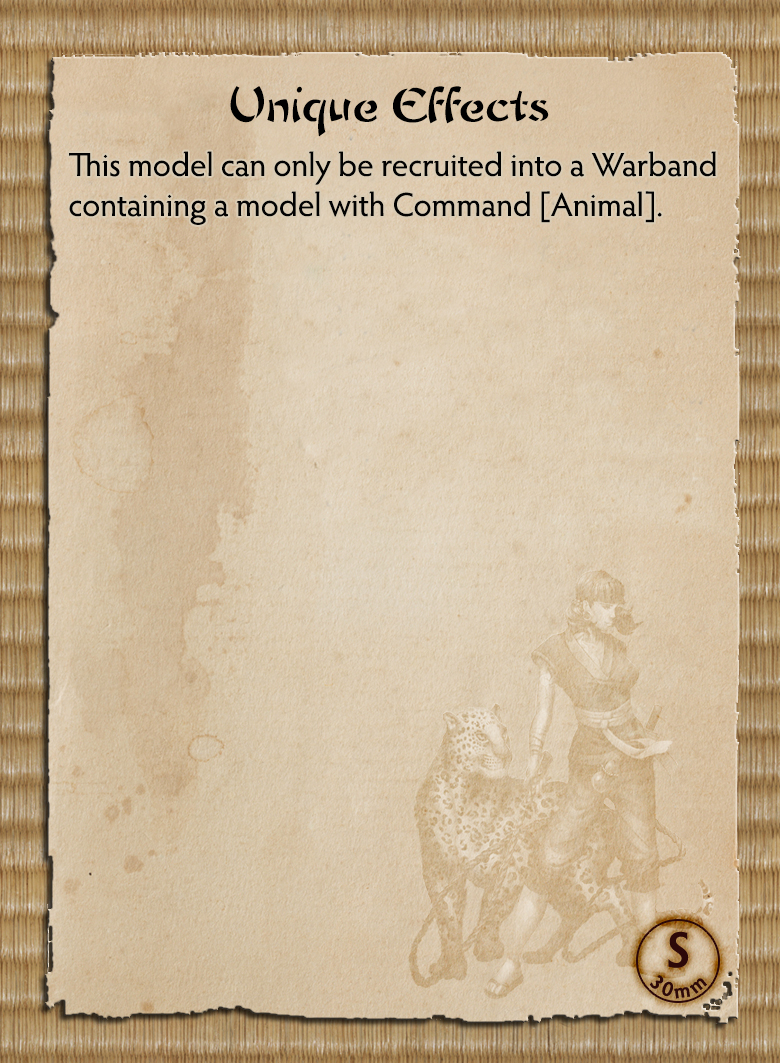 Unique Effects
This model can only be recruited into a Warband
containing a model with Command [Animal].
S
30mm